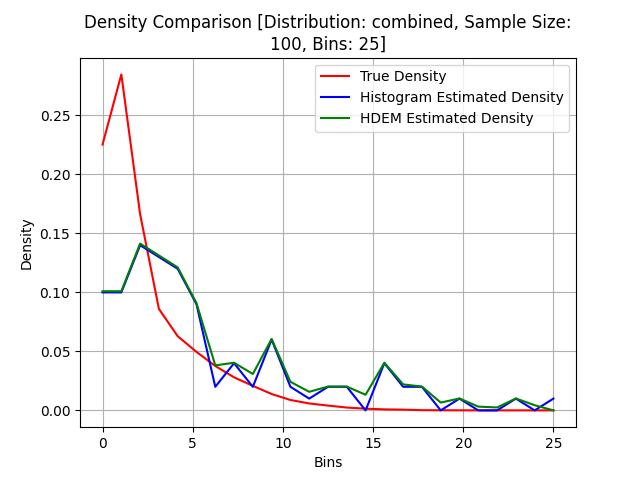 Density Comparison [Distribution: combined, Sample Size:
100, Bins: 25]
True Density
Histogram Estimated Density
HDEM Estimated Density
Density
0.25
0.20
0.15
0.10
0.05
0.00
0 5 10 15 20 25
Bins